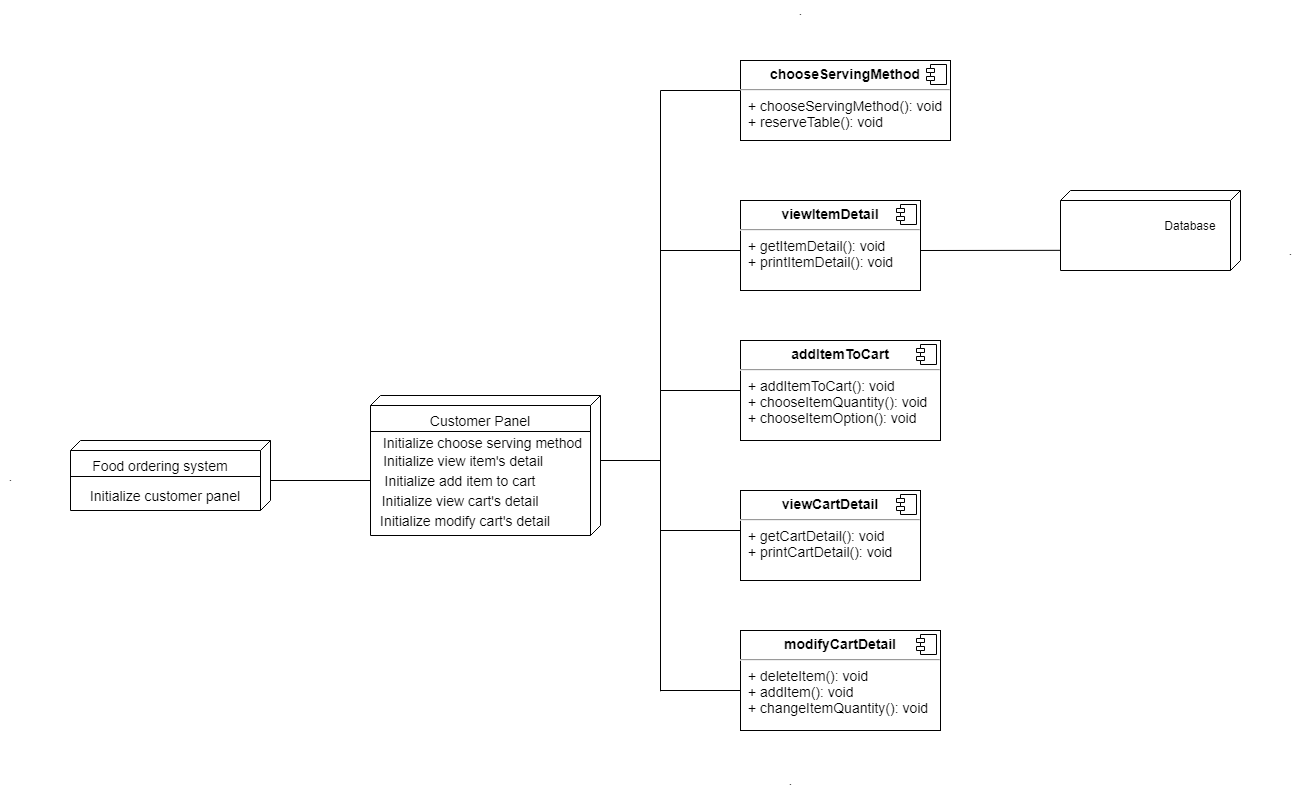 chooseServingMethod
+ chooseServingMethod(): void
+ reserveTable(): void
viewItemDetail
+ getItemDetail(): void
+ printItemDetail(): void
Database
addItemToCart
+ addItemToCart(): void
+ chooseItemQuantity(): void
+ chooseItemOption(): void
Customer Panel
Initialize choose serving method
Initialize view item's detail
Initialize add item to cart
Initialize view cart's detail
Initialize modify cart's detail
Food ordering system
Initialize customer panel
viewCartDetail
+ getCartDetail(): void
+ printCartDetail(): void
modifyCartDetail
+ deleteItem(): void
+ addItem(): void
+ changeItemQuantity(): void